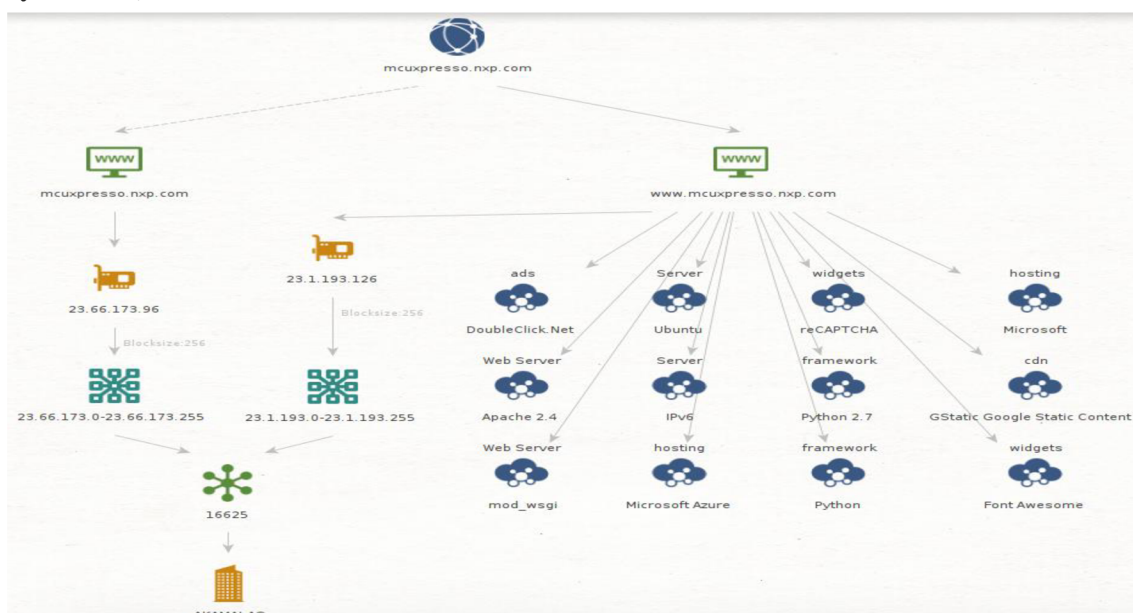 mcuxpresso.nxp.com
mcuxpresso.nxp.com
www
www
www.mcuxpresso.nxp.com
23.66.173.96
Blocksize:256
23.66.173.0-23.66.173.255
23.1.193.126
Blocksize:256
23.1.193.0-23.1.193.255
16625
ads
DoubleClick.Net
Server
Ubuntu
widgets
reCAPTCHA
hosting
Microsoft
Web Server
Apache 2.4
Server
IPv6
framework
Python 2.7
cdn
GStatic Google Static Content
Web Server
mod_wsgi
hosting
Microsoft Azure
framework
Python
widgets
Font Awesome